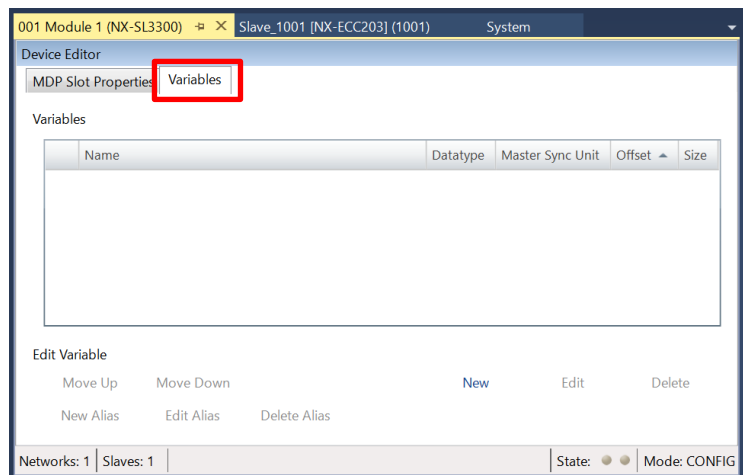 001 Module 1 (NX-SL3300) Slave_1001 [NX-ECC203] (1001) System
Device Editor
MDP Slot Properties Variables
Variables
Name Datatype Master Sync Unit Offset Size
Edit Variable
Move Up Move Down New Edit Delete
New Alias Edit Alias Delete Alias
Networks: 1 Slaves: 1 State: Mode: CONFIG